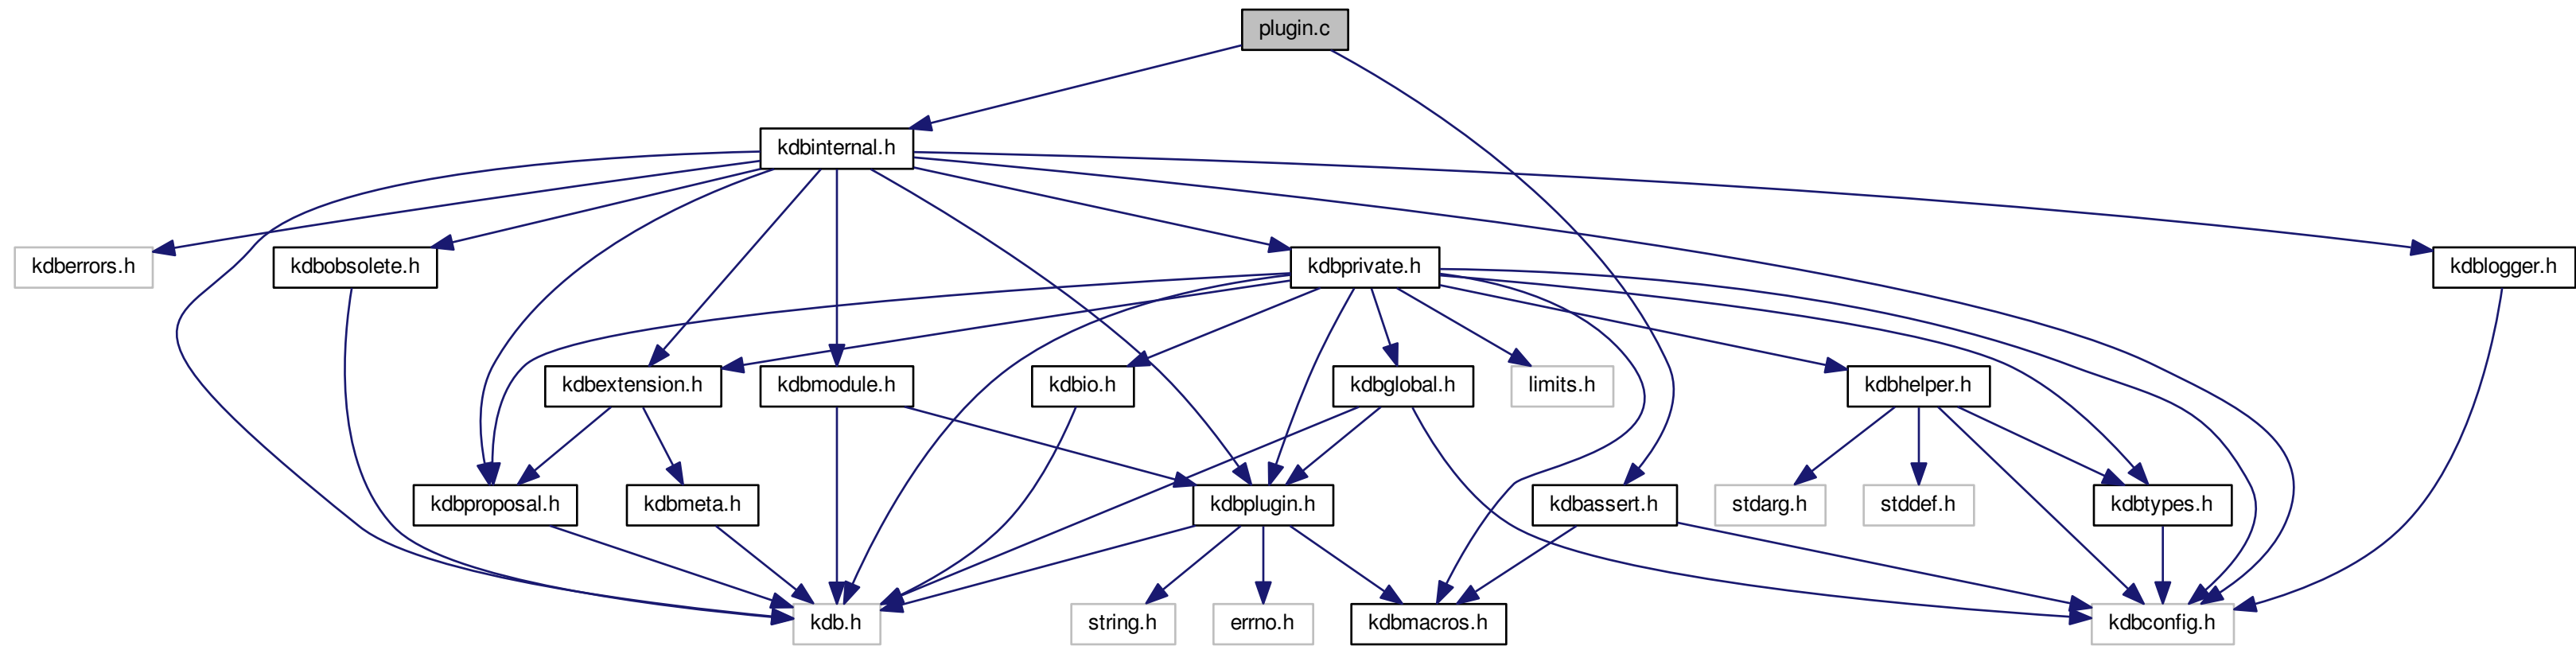 plugin.c
kdbinternal.h
kdberrors.h
kdbobsolete.h
kdbprivate.h
kdblogger.h
kdbextension.h
kdbmodule.h
kdbio.h
kdbglobal.h
limits.h
kdbhelper.h
kdbproposal.h
kdbmeta.h
kdbplugin.h
kdbassert.h
stdarg.h
stddef.h
kdbtypes.h
kdb.h
string.h
errno.h
kdbmacros.h
kdbconfig.h